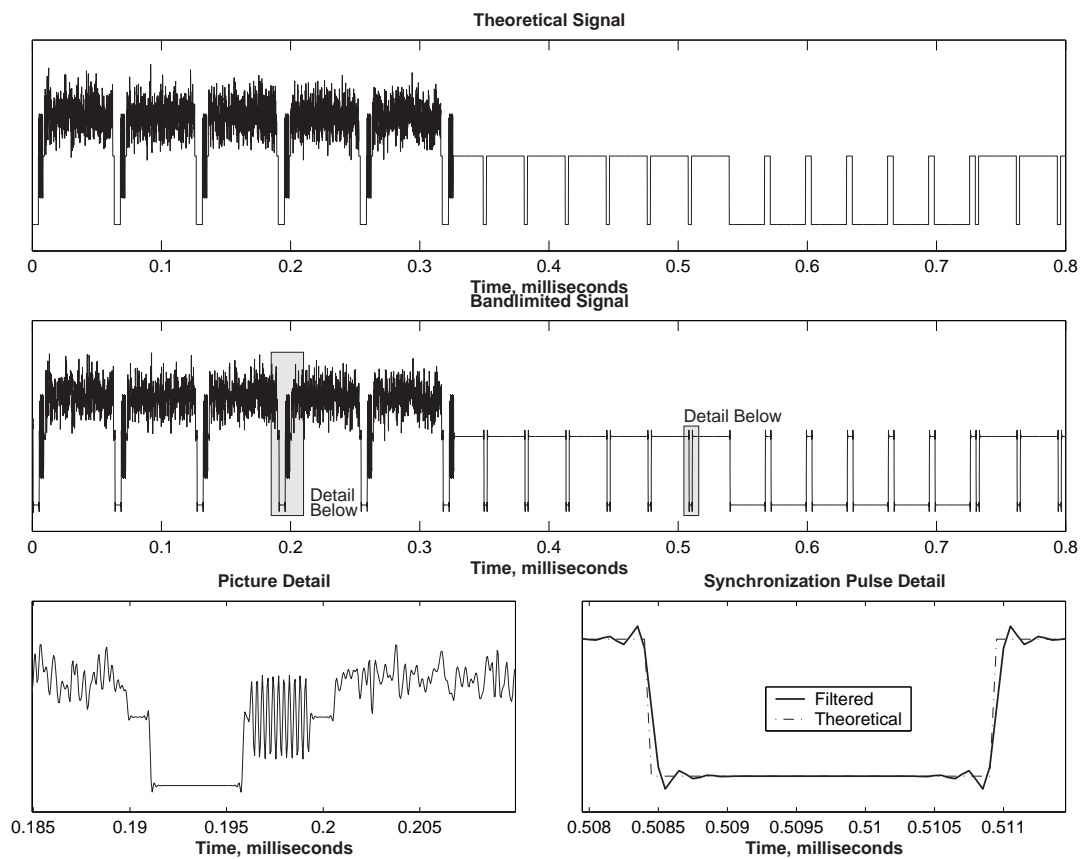 Theoretical Signal
0 0.1 0.2 0.3 0.4 0.5 0.6 0.7 0.8
Time, milliseconds
Bandlimited Signal
Detail Below
Detail
Below
0 0.1 0.2 0.3 0.4 0.5 0.6 0.7 0.8
Time, milliseconds
Picture Detail
0.185 0.19 0.195 0.2 0.205
Time, milliseconds
Synchronization Pulse Detail
Filtered
Theoretical
0.508 0.5085 0.509 0.5095 0.51 0.5105 0.511
Time, milliseconds